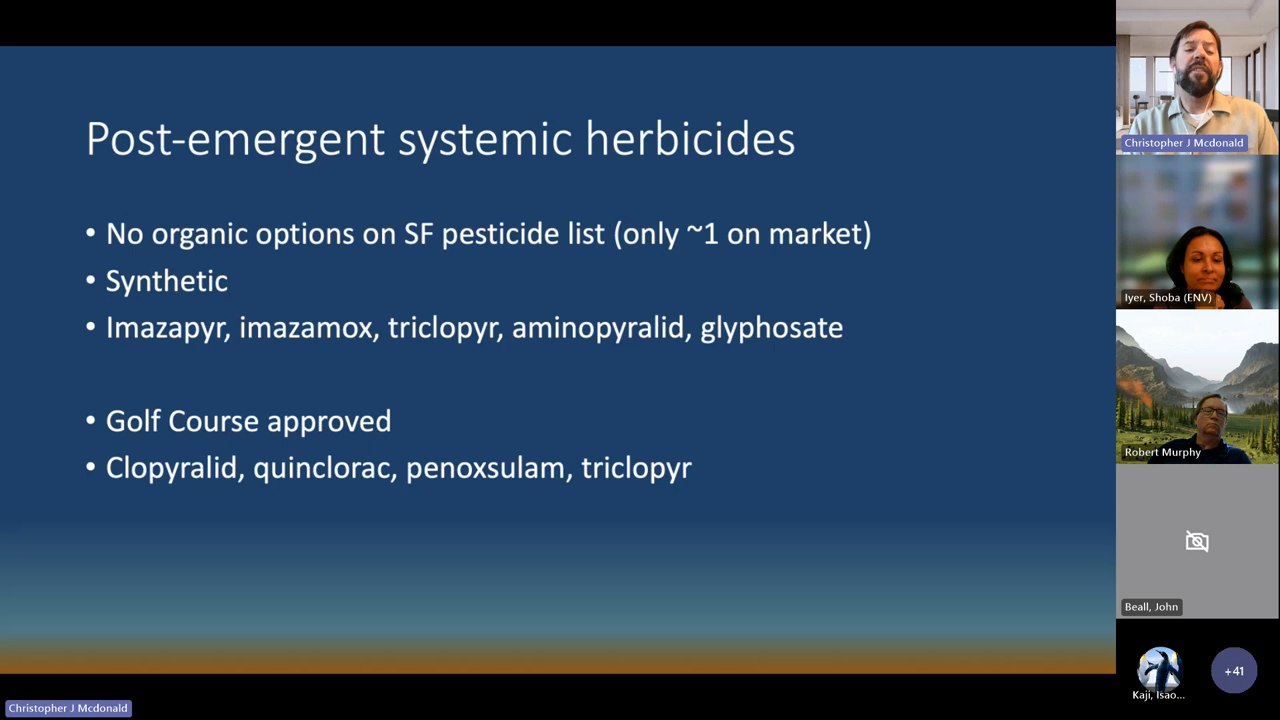 Post-emergent systemic herbicides
• No organic options on SF pesticide list (only ~1 on market)
• Synthetic
• Imazapyr, imazamox, triclopyr, aminopyralid, glyphosate
• Golf Course approved
• Clopyralid, quinclorac, penoxsulam, triclopyr
Christopher J Mcdonald
Iyer, Shoba (ENV)
Robert Murphy
Beall, John
Kaji, Isao...
+41
Christopher J Mcdonald